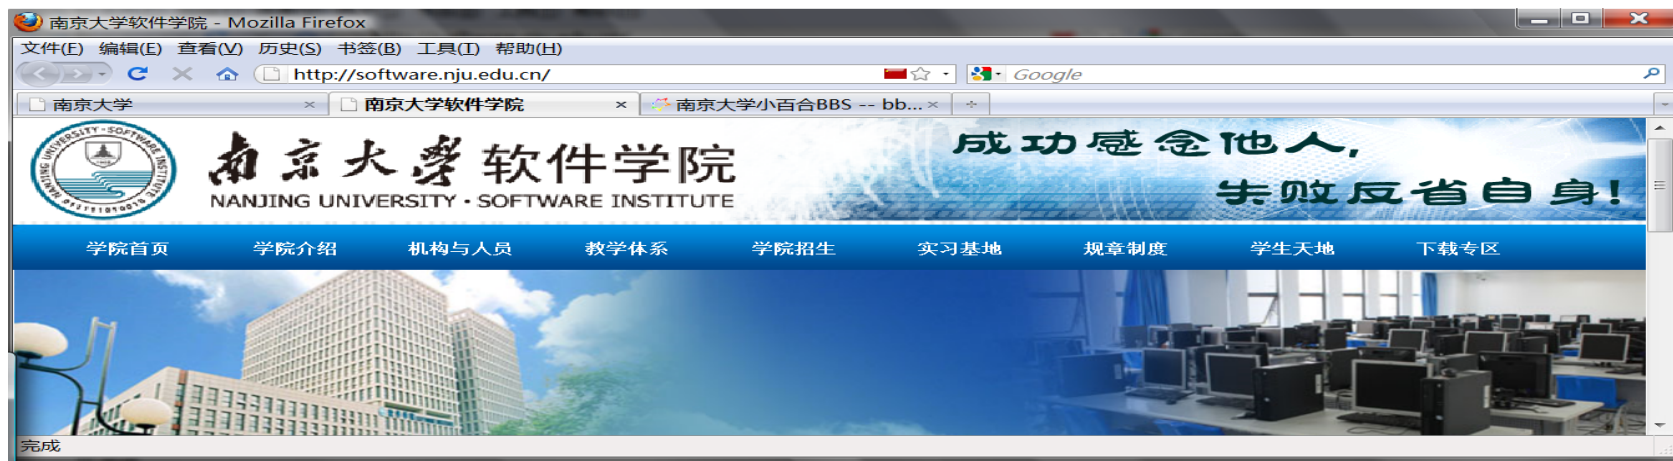 南京大学软件学院 - Mozilla Firefox
文件(F) 编辑(E) 查看(V) 历史(S) 书签(B) 工具(T) 帮助(H)
http://software.nju.edu.cn/ Google
南京大学 南京大学软件学院 南京大学小百合BBS -- bb...
成功感念他人,
南京大学 软件学院
失败反省自身!
NANJING UNIVERSITY · SOFTWARE INSTITUTE
学院首页 学院介绍 机构与人员 教学体系 学院招生 实习基地 规章制度 学生天地 下载专区
完成